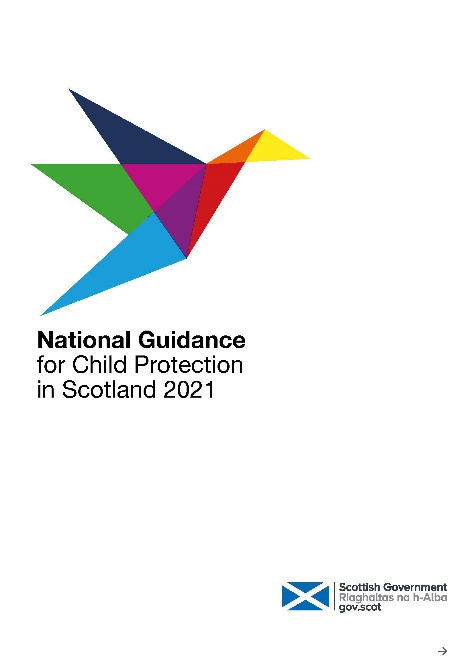 National Guidance
for Child Protection
in Scotland 2021
Scottish Government
Riaghaltas na h-Alba
gov.scot